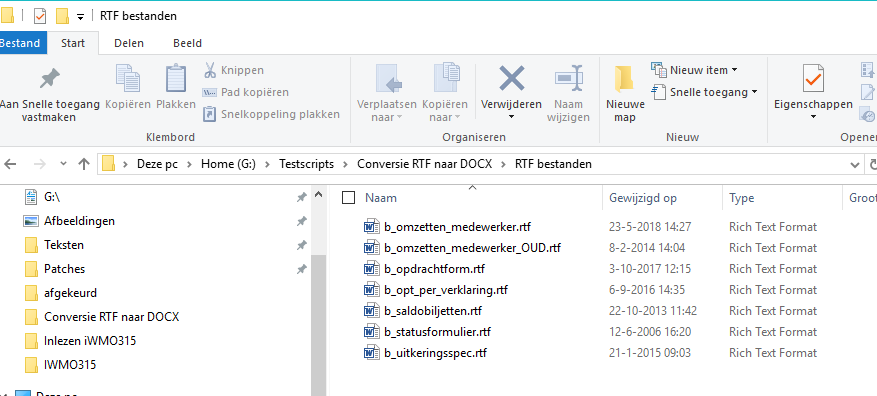 RTF bestanden
Bestand Start Delen Beeld
Aan Snelle toegang vastmaken
Kopiëren
Plakken
Knippen
Pad kopiëren
Snelkoppeling plakken
Klembord
Verplaatsen naar
Kopiëren naar
Verwijderen
Naam wijzigen
Organiseren
Nieuwe map
Nieuw item
Snelle toegang
Nieuw
Eigenschappen
Openen
Deze pc > Home (G:) > Testscripts > Conversie RTF naar DOCX > RTF bestanden
G:\
Afbeeldingen
Teksten
Patches
afgekeurd
Conversie RTF naar DOCX
Inlezen iWMO315
IWMO315
Deze pc
Naam Gewijzigd op Type Groot
b_omzetten_medewerker.rtf 23-5-2018 14:27 Rich Text Format
b_omzetten_medewerker_OUD.rtf 8-2-2014 14:04 Rich Text Format
b_opdrachtform.rtf 3-10-2017 12:15 Rich Text Format
b_opt_per_verklaring.rtf 6-9-2016 14:35 Rich Text Format
b_saldobiljetten.rtf 22-10-2013 11:42 Rich Text Format
b_statusformulier.rtf 12-6-2006 16:20 Rich Text Format
b_uitkeringsspec.rtf 21-1-2015 09:03 Rich Text Format